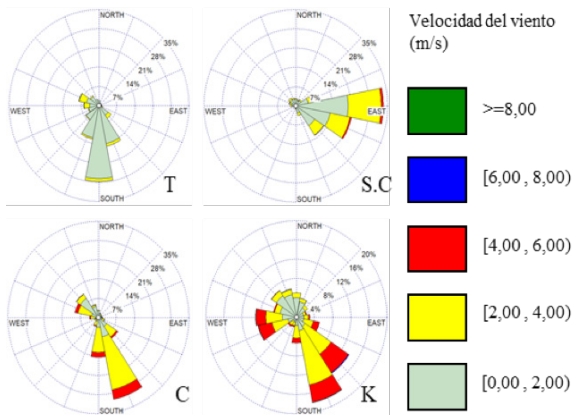 NORTH
35%
28%
21%
14%
7%
WEST
EAST
SOUTH
T
NORTH
35%
28%
21%
14%
7%
WEST
EAST
SOUTH
S.C
NORTH
35%
28%
21%
14%
7%
WEST
EAST
SOUTH
C
NORTH
20%
16%
12%
8%
4%
WEST
EAST
SOUTH
K
Velocidad del viento
(m/s)
>=8,00
[6,00 , 8,00)
[4,00 , 6,00)
[2,00 , 4,00)
[0,00 , 2,00)